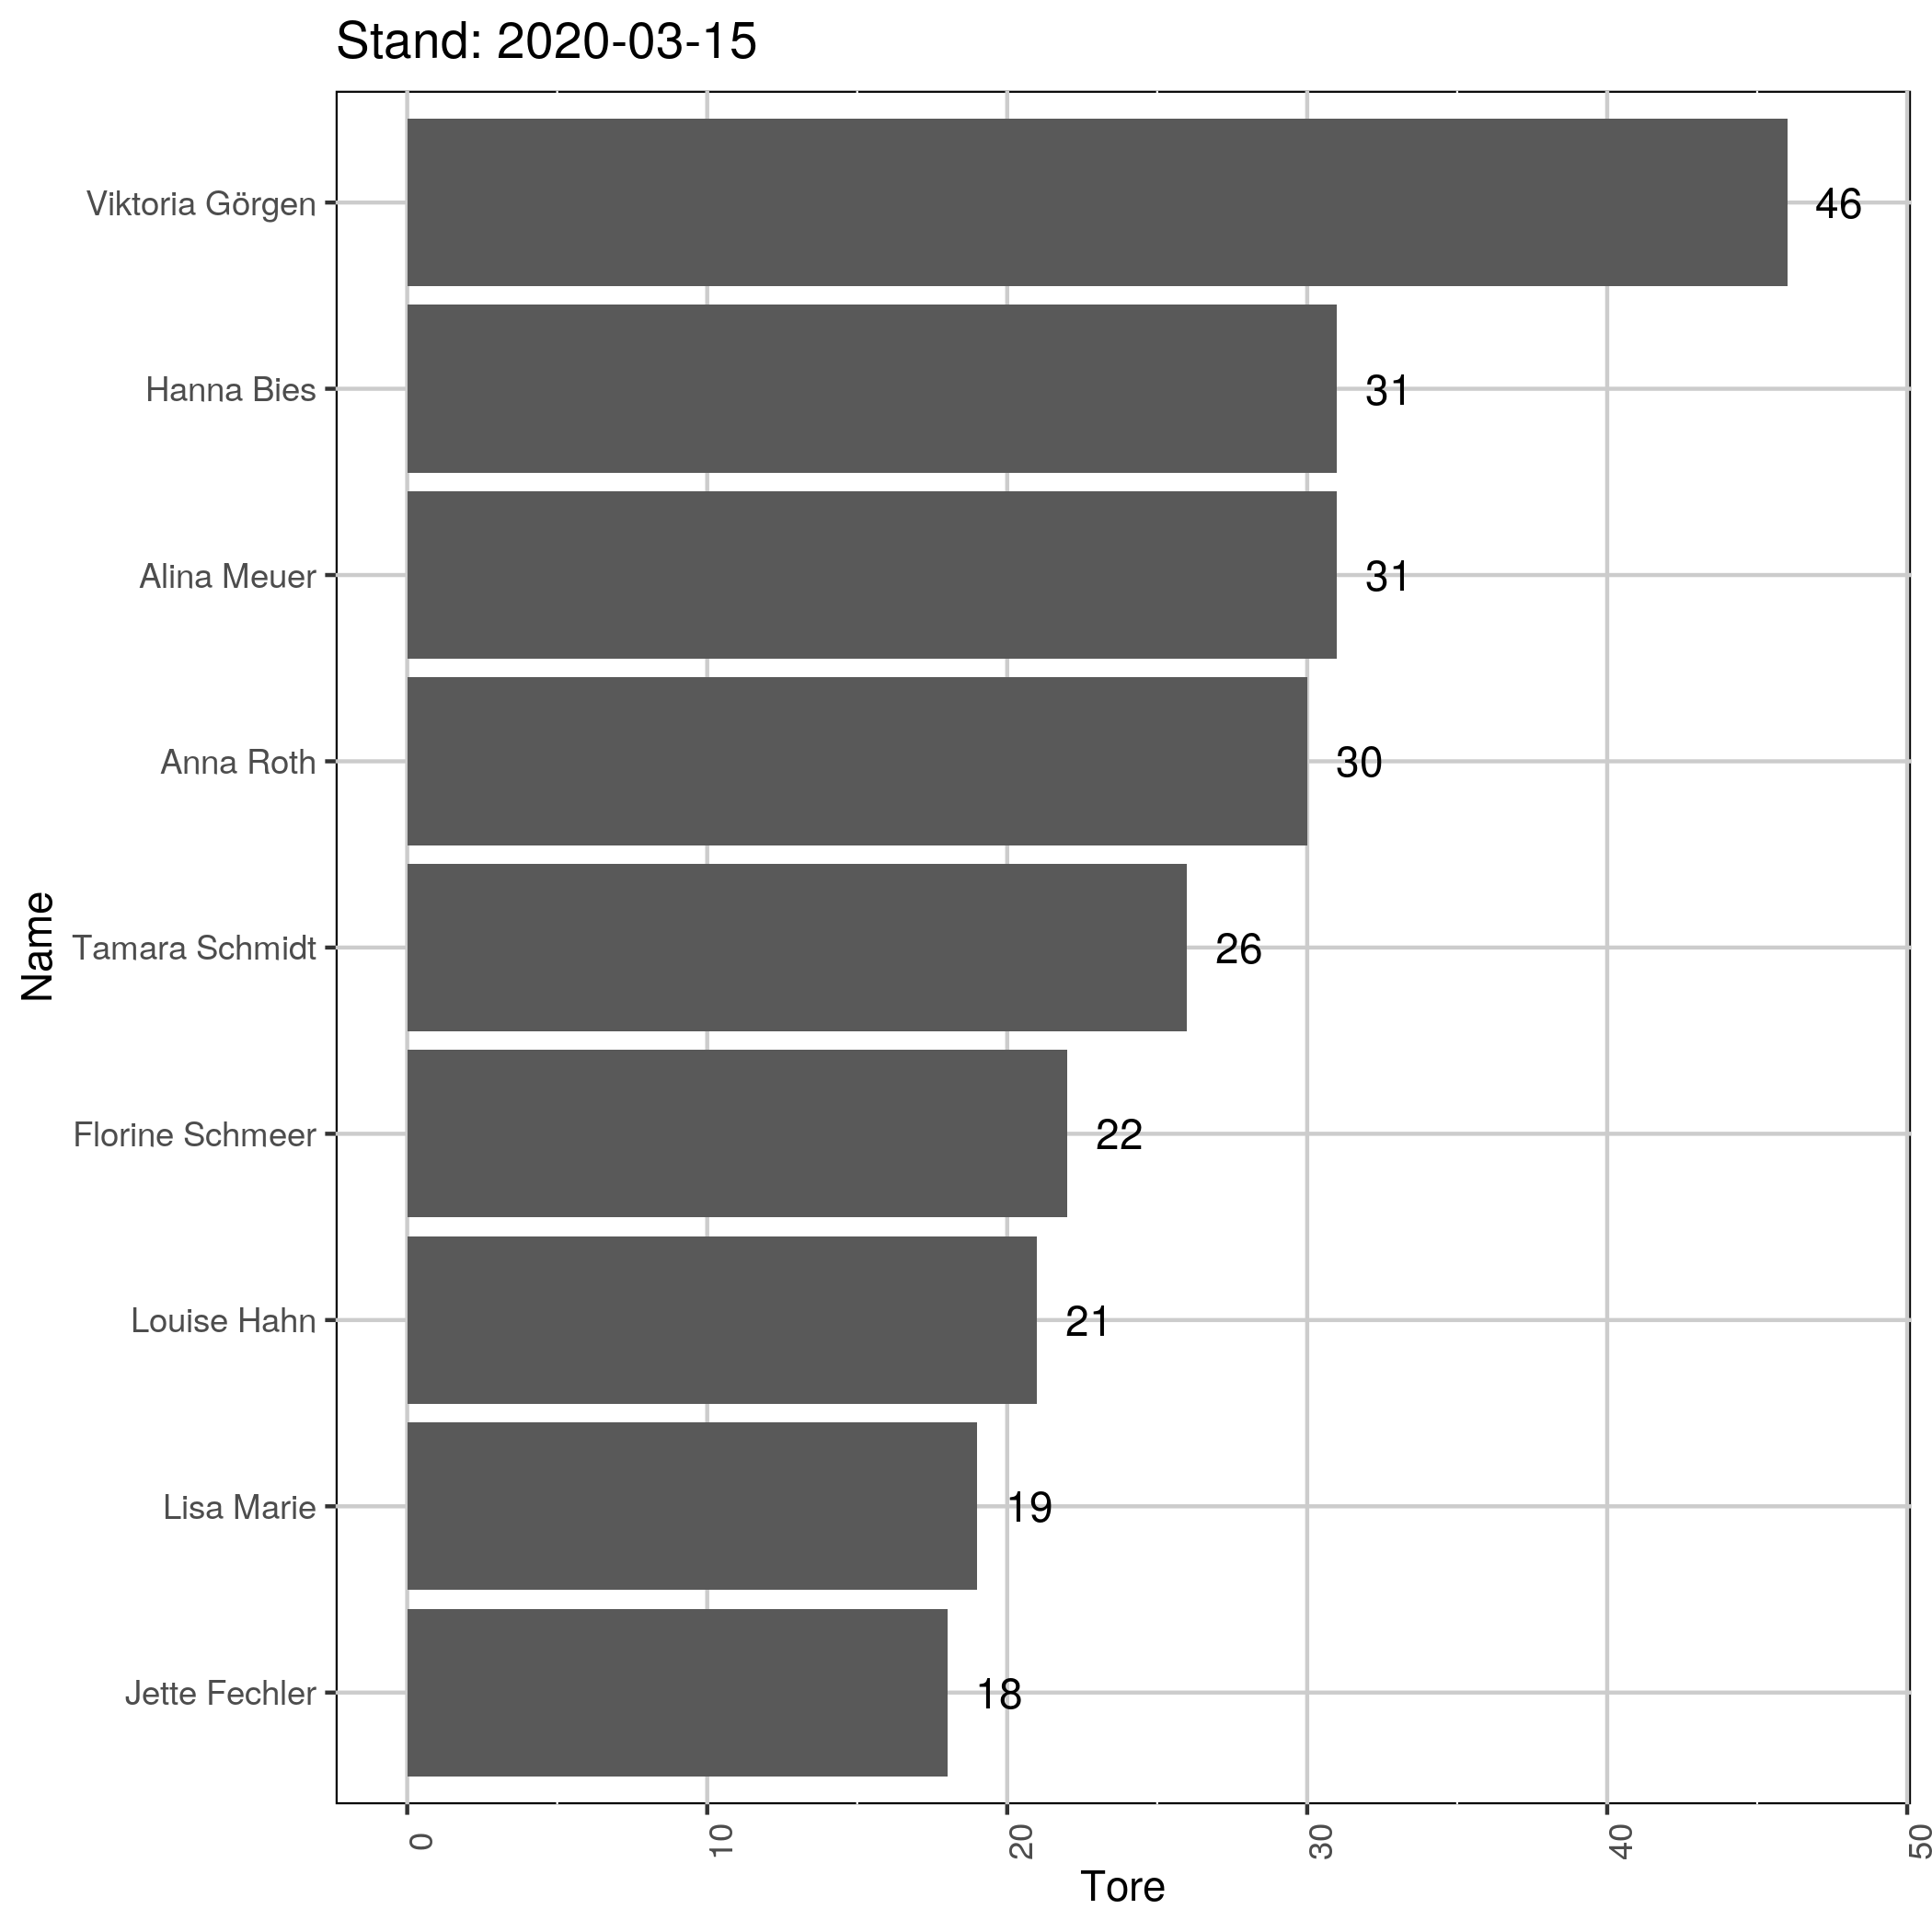 Stand: 2020-03-15
Name
Viktoria Görgen
46
Hanna Bies
31
Alina Meuer
31
Anna Roth
30
Tamara Schmidt
26
Florine Schmeer
22
Louise Hahn
21
Lisa Marie
19
Jette Fechler
18
0 10 20 30 40 50
Tore